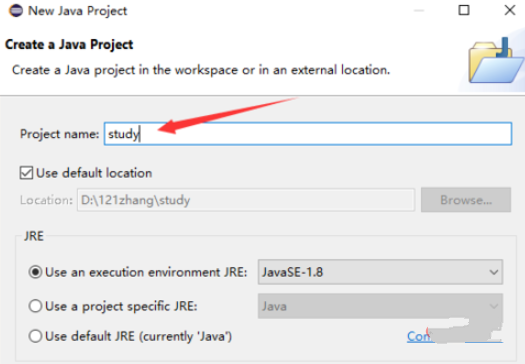 New Java Project
Create a Java Project
Create a Java project in the workspace or in an external location.
Project name: study
Use default location
Location: D:\121zhang\study Browse...
JRE
Use an execution environment JRE: JavaSE-1.8
Use a project specific JRE: Java
Use default JRE (currently 'Java')